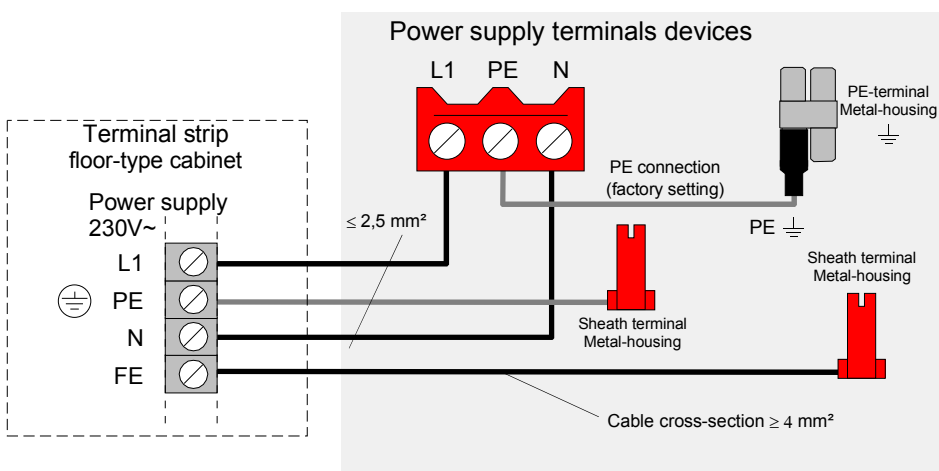 Power supply terminals devices
L1 PE N
PE-terminal
Metal-housing
Terminal strip
floor-type cabinet
PE connection
(factory setting)
Power supply
230V~
≤ 2,5 mm²
PE
L1
PE
N
FE
Sheath terminal
Metal-housing
Sheath terminal
Metal-housing
Cable cross-section ≥ 4 mm²